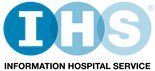 IHS®
INFORMATION HOSPITAL SERVICE